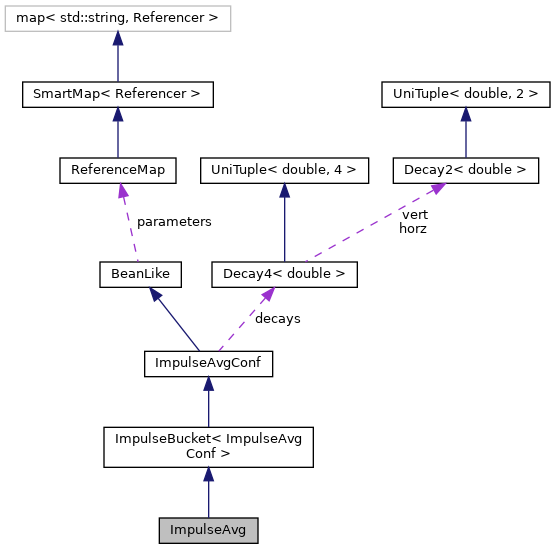 map< std::string, Referencer >
SmartMap< Referencer >
UniTuple< double, 2 >
ReferenceMap
UniTuple< double, 4 >
Decay2< double >
parameters
vert
horz
BeanLike
Decay4< double >
decays
ImpulseAvgConf
ImpulseBucket< ImpulseAvg
Conf >
ImpulseAvg